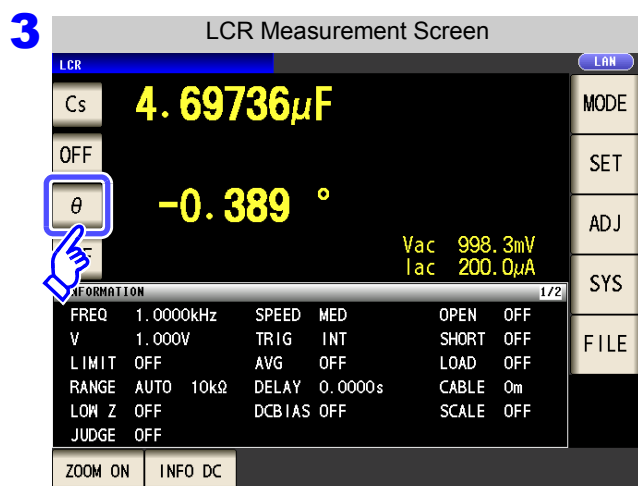 3
LCR Measurement Screen
LCR
LAN
Cs 4.69736μF
MODE
OFF
SET
θ -0.389 °
ADJ
Vac 998.3mV
Iac 200.0μA
SYS
1/2
FREQ 1.0000kHz SPEED MED OPEN OFF
V 1.000V TRIG INT SHORT OFF
FILE
LIMIT OFF AVG OFF LOAD OFF
RANGE AUTO 10kΩ DELAY 0.0000s CABLE 0m
LOW Z OFF DCBIAS OFF SCALE OFF
JUDGE OFF
ZOOM ON INFO DC